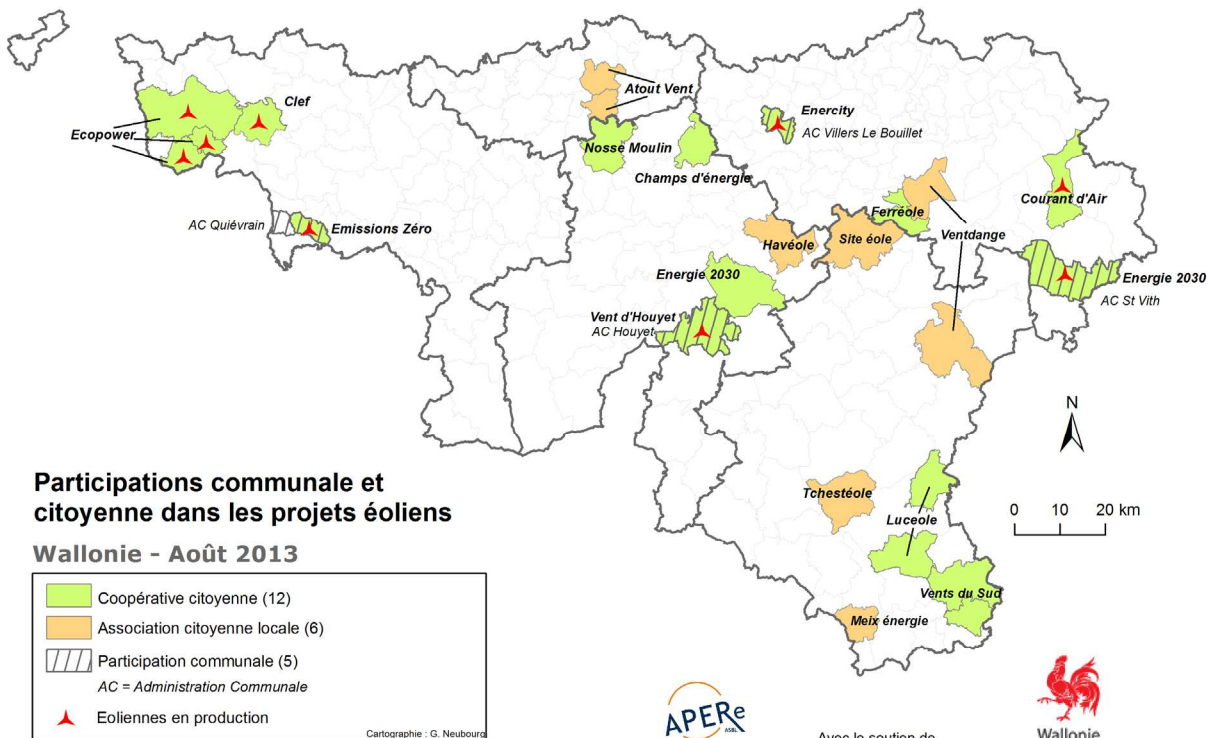 Atout Vent
Clef
Ecopower
Enercity
AC Villers Le Bouillet
Nosse Moulin
Champs d'énergie
Courant d'Air
Ferréole
AC Quiévrain
Emissions Zéro
Havéole
Site éole
Ventdange
Energie 2030
Energie 2030
AC St Vith
Vent d'Houyet
AC Houyet
N
Participations communale et
citoyenne dans les projets éoliens
Wallonie - Août 2013
Tchestéole
Luceole
0 10 20 km
Vents du Sud
Meix énergie
Coopérative citoyenne (12)
Association citoyenne locale (6)
Participation communale (5)
AC = Administration Communale
Eoliennes en production
Cartographie : G. Neubourg
APERe
ASBL
Avec le soutien de
Wallonie